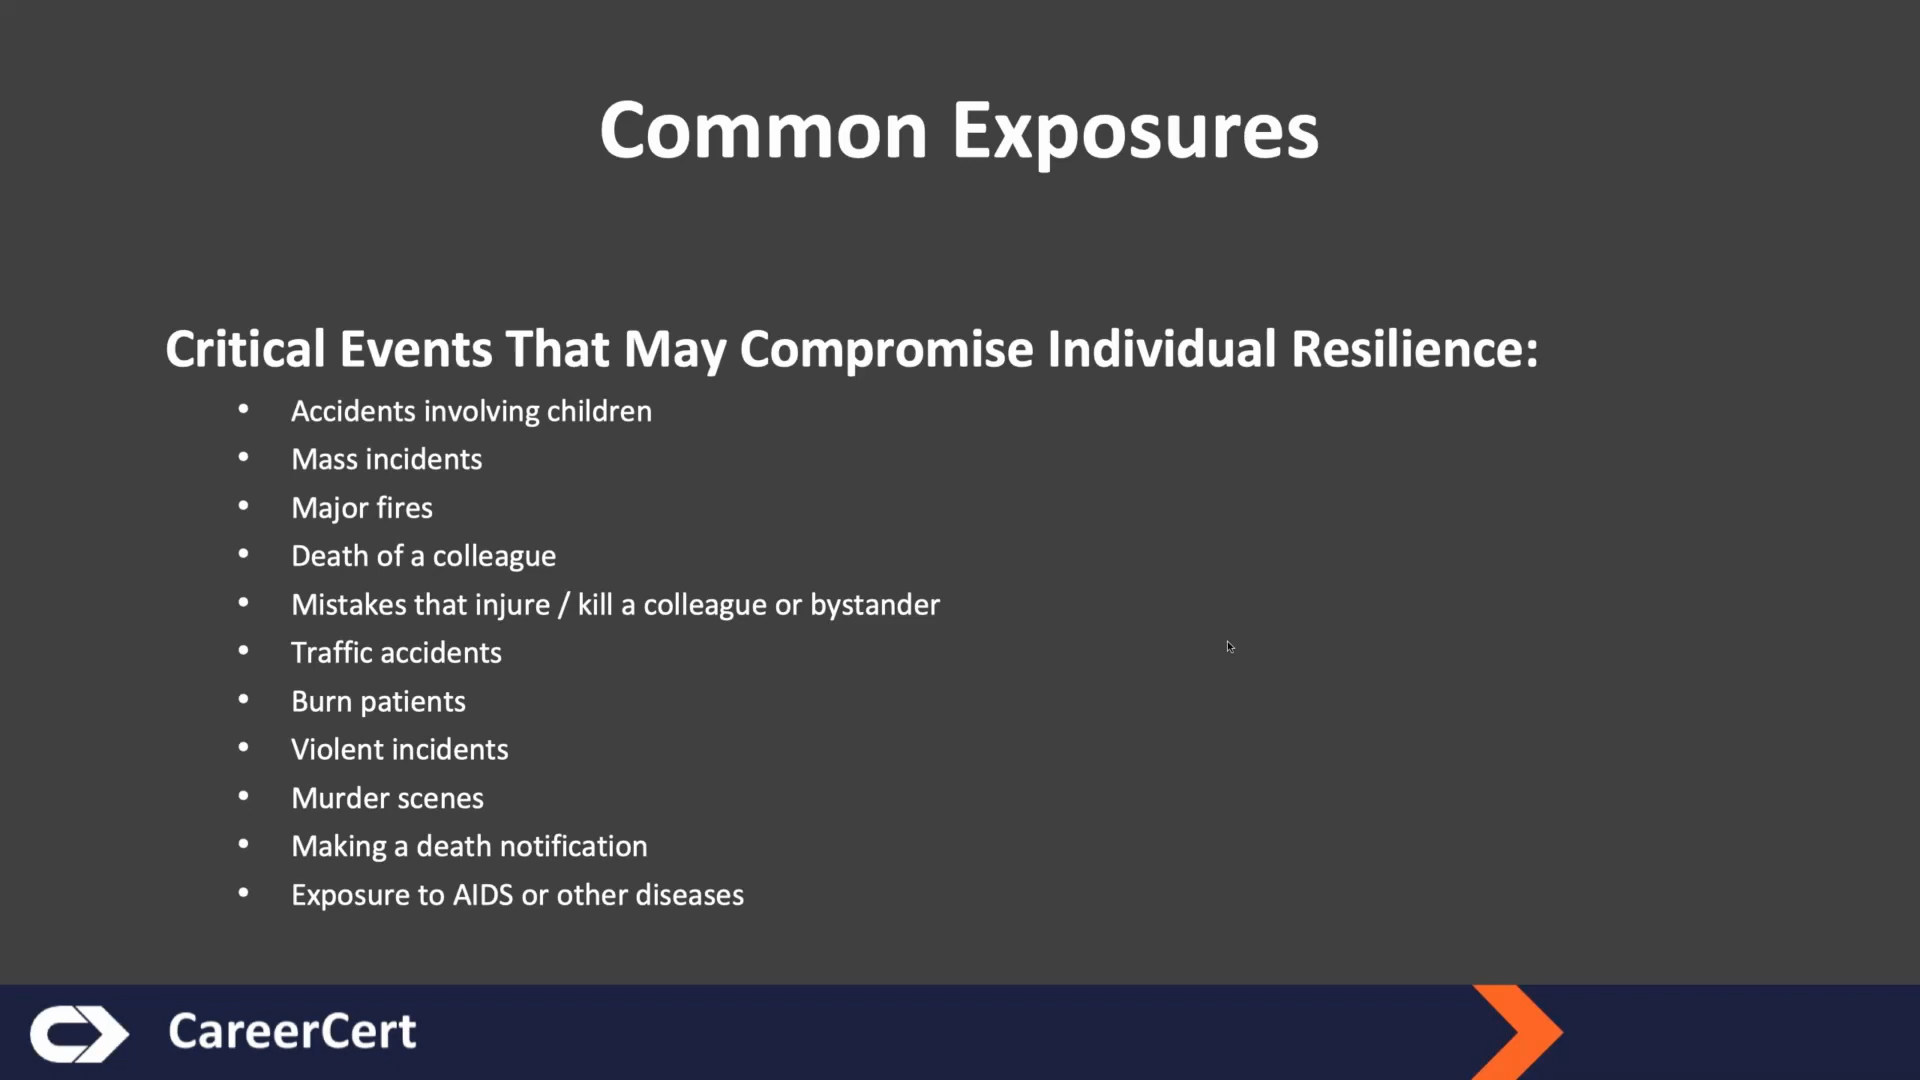 Common Exposures
Critical Events That May Compromise Individual Resilience:
• Accidents involving children
• Mass incidents
• Major fires
• Death of a colleague
• Mistakes that injure / kill a colleague or bystander
• Traffic accidents
• Burn patients
• Violent incidents
• Murder scenes
• Making a death notification
• Exposure to AIDS or other diseases
CareerCert